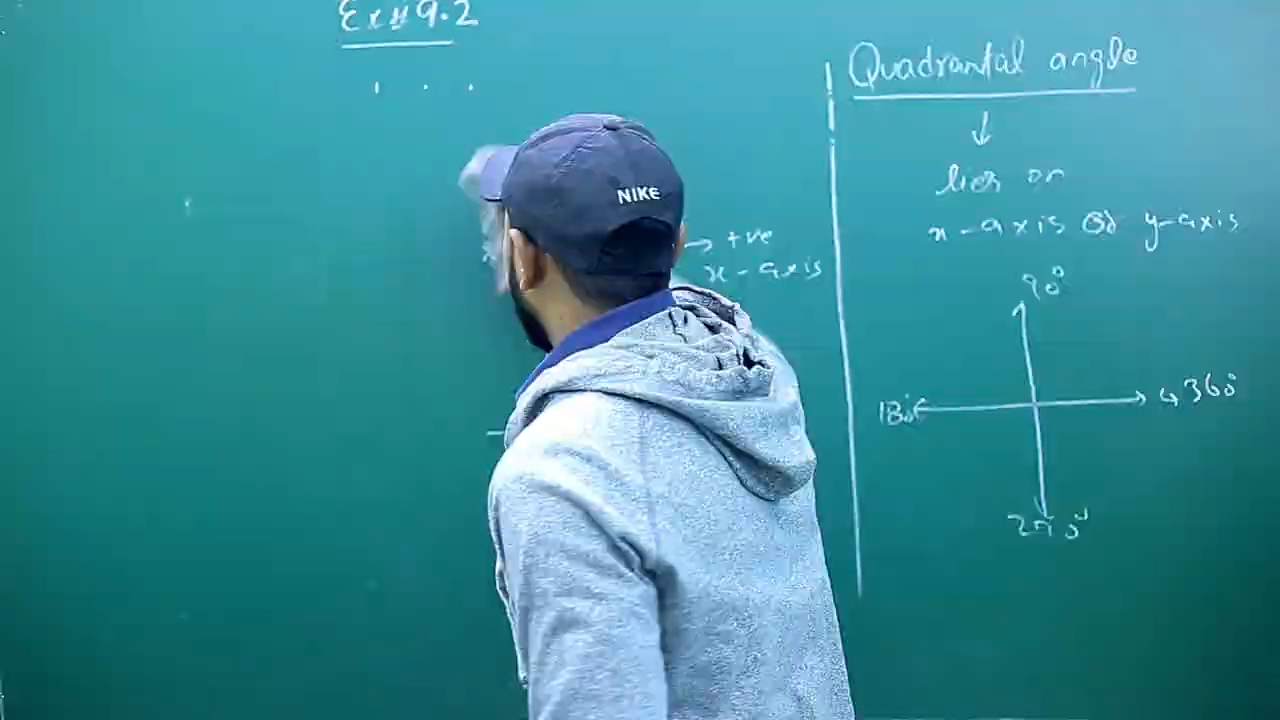 Ex# 9.2
NIKE
→ +ve
x-axis
Quadrantal angle
↓
lies on
x-axis or y-axis
90°
180°
↳ 360°
270°